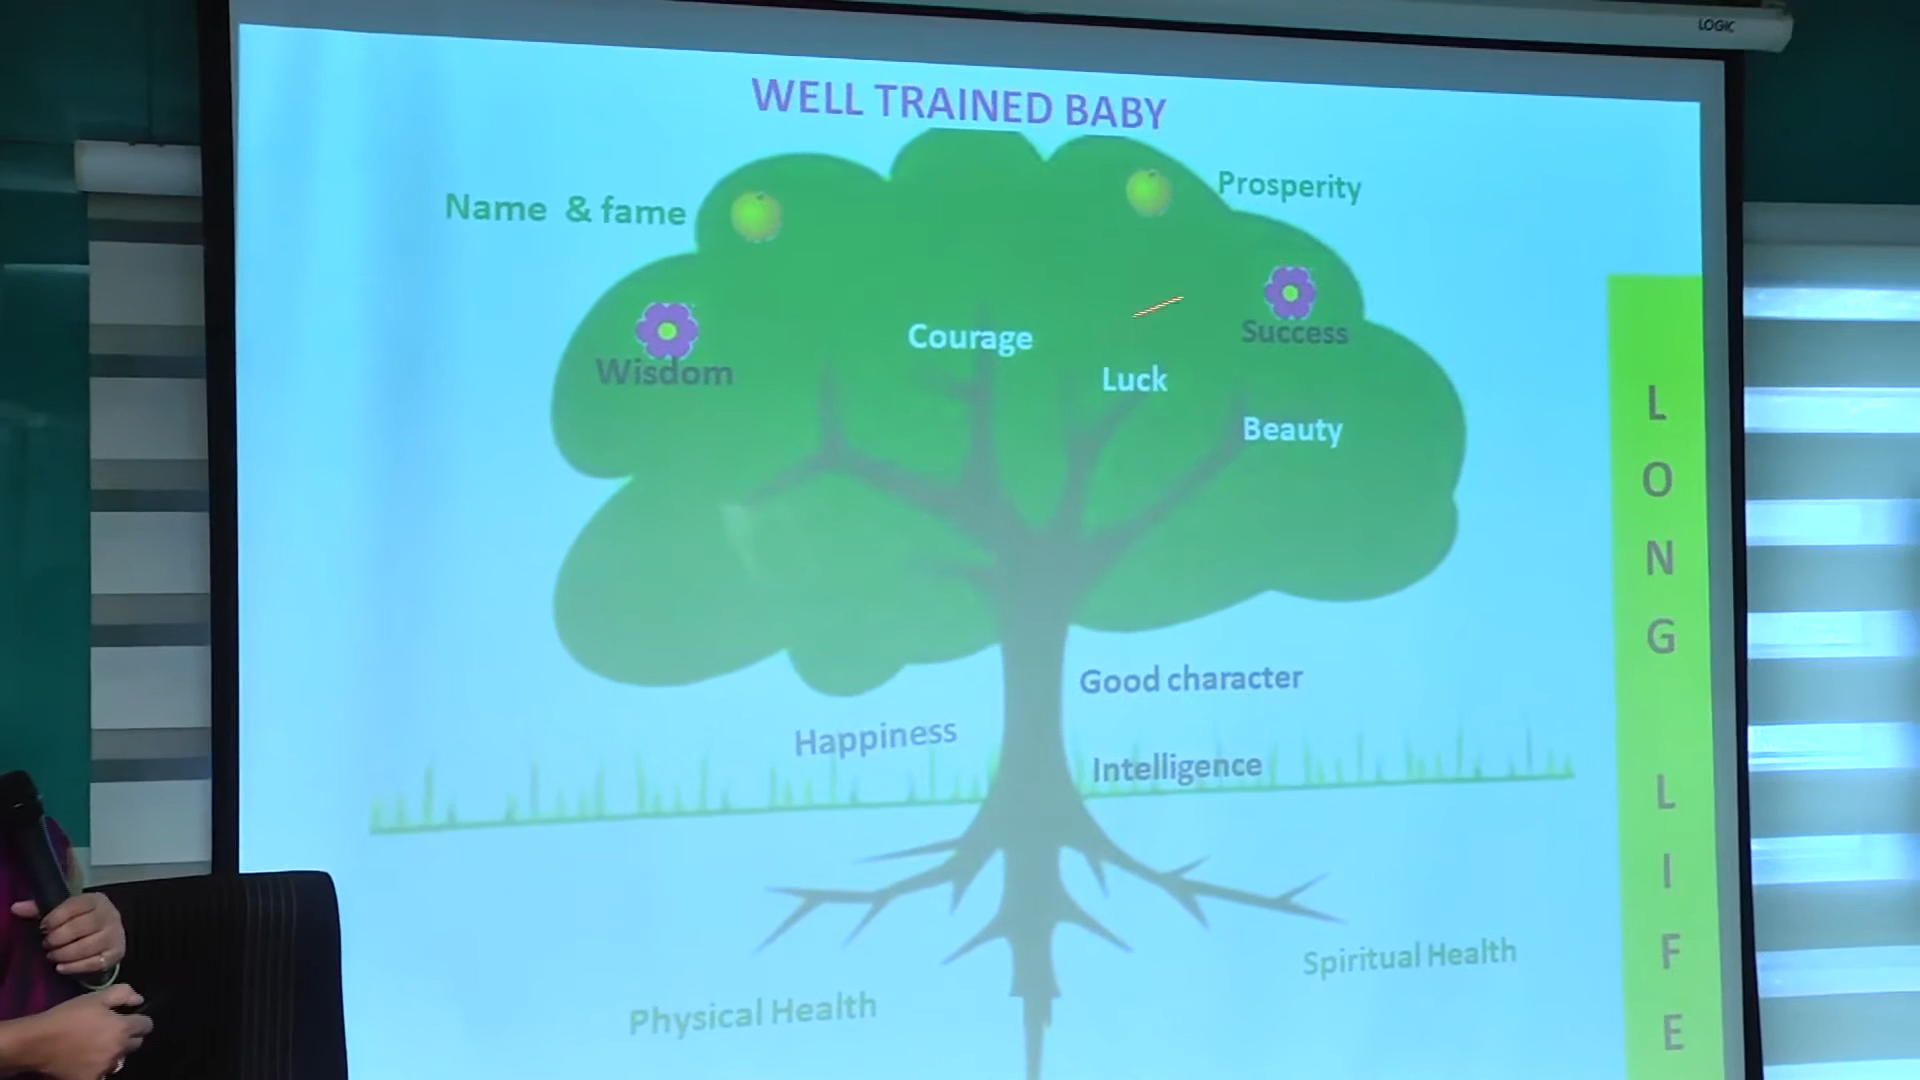 LOGIC
WELL TRAINED BABY
Name & fame
Prosperity
Wisdom
Courage
Success
Luck
Beauty
Good character
Happiness
Intelligence
Physical Health
Spiritual Health
L
O
N
G
L
I
F
E